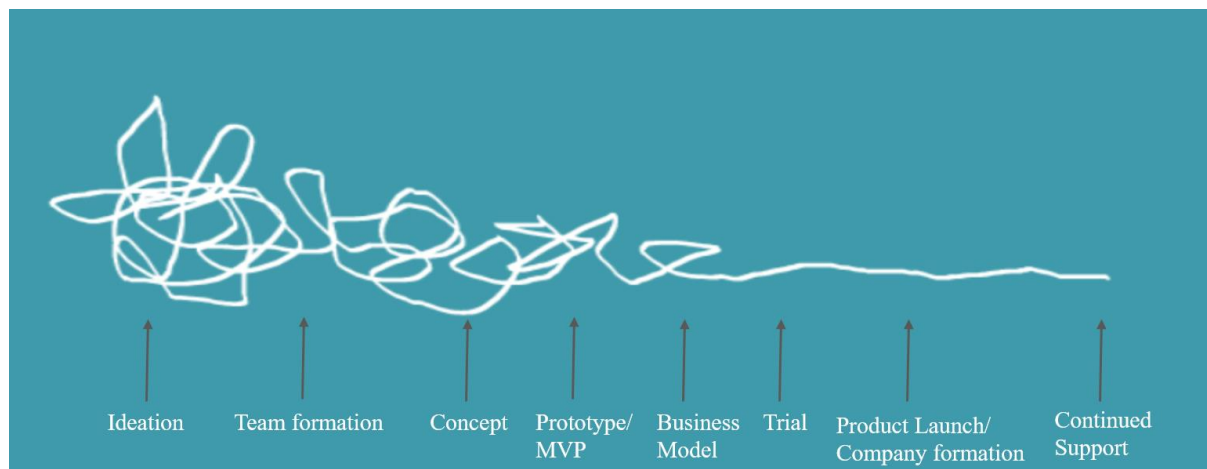 Ideation
Team formation
Concept
Prototype/
MVP
Business
Model
Trial
Product Launch/
Company formation
Continued
Support